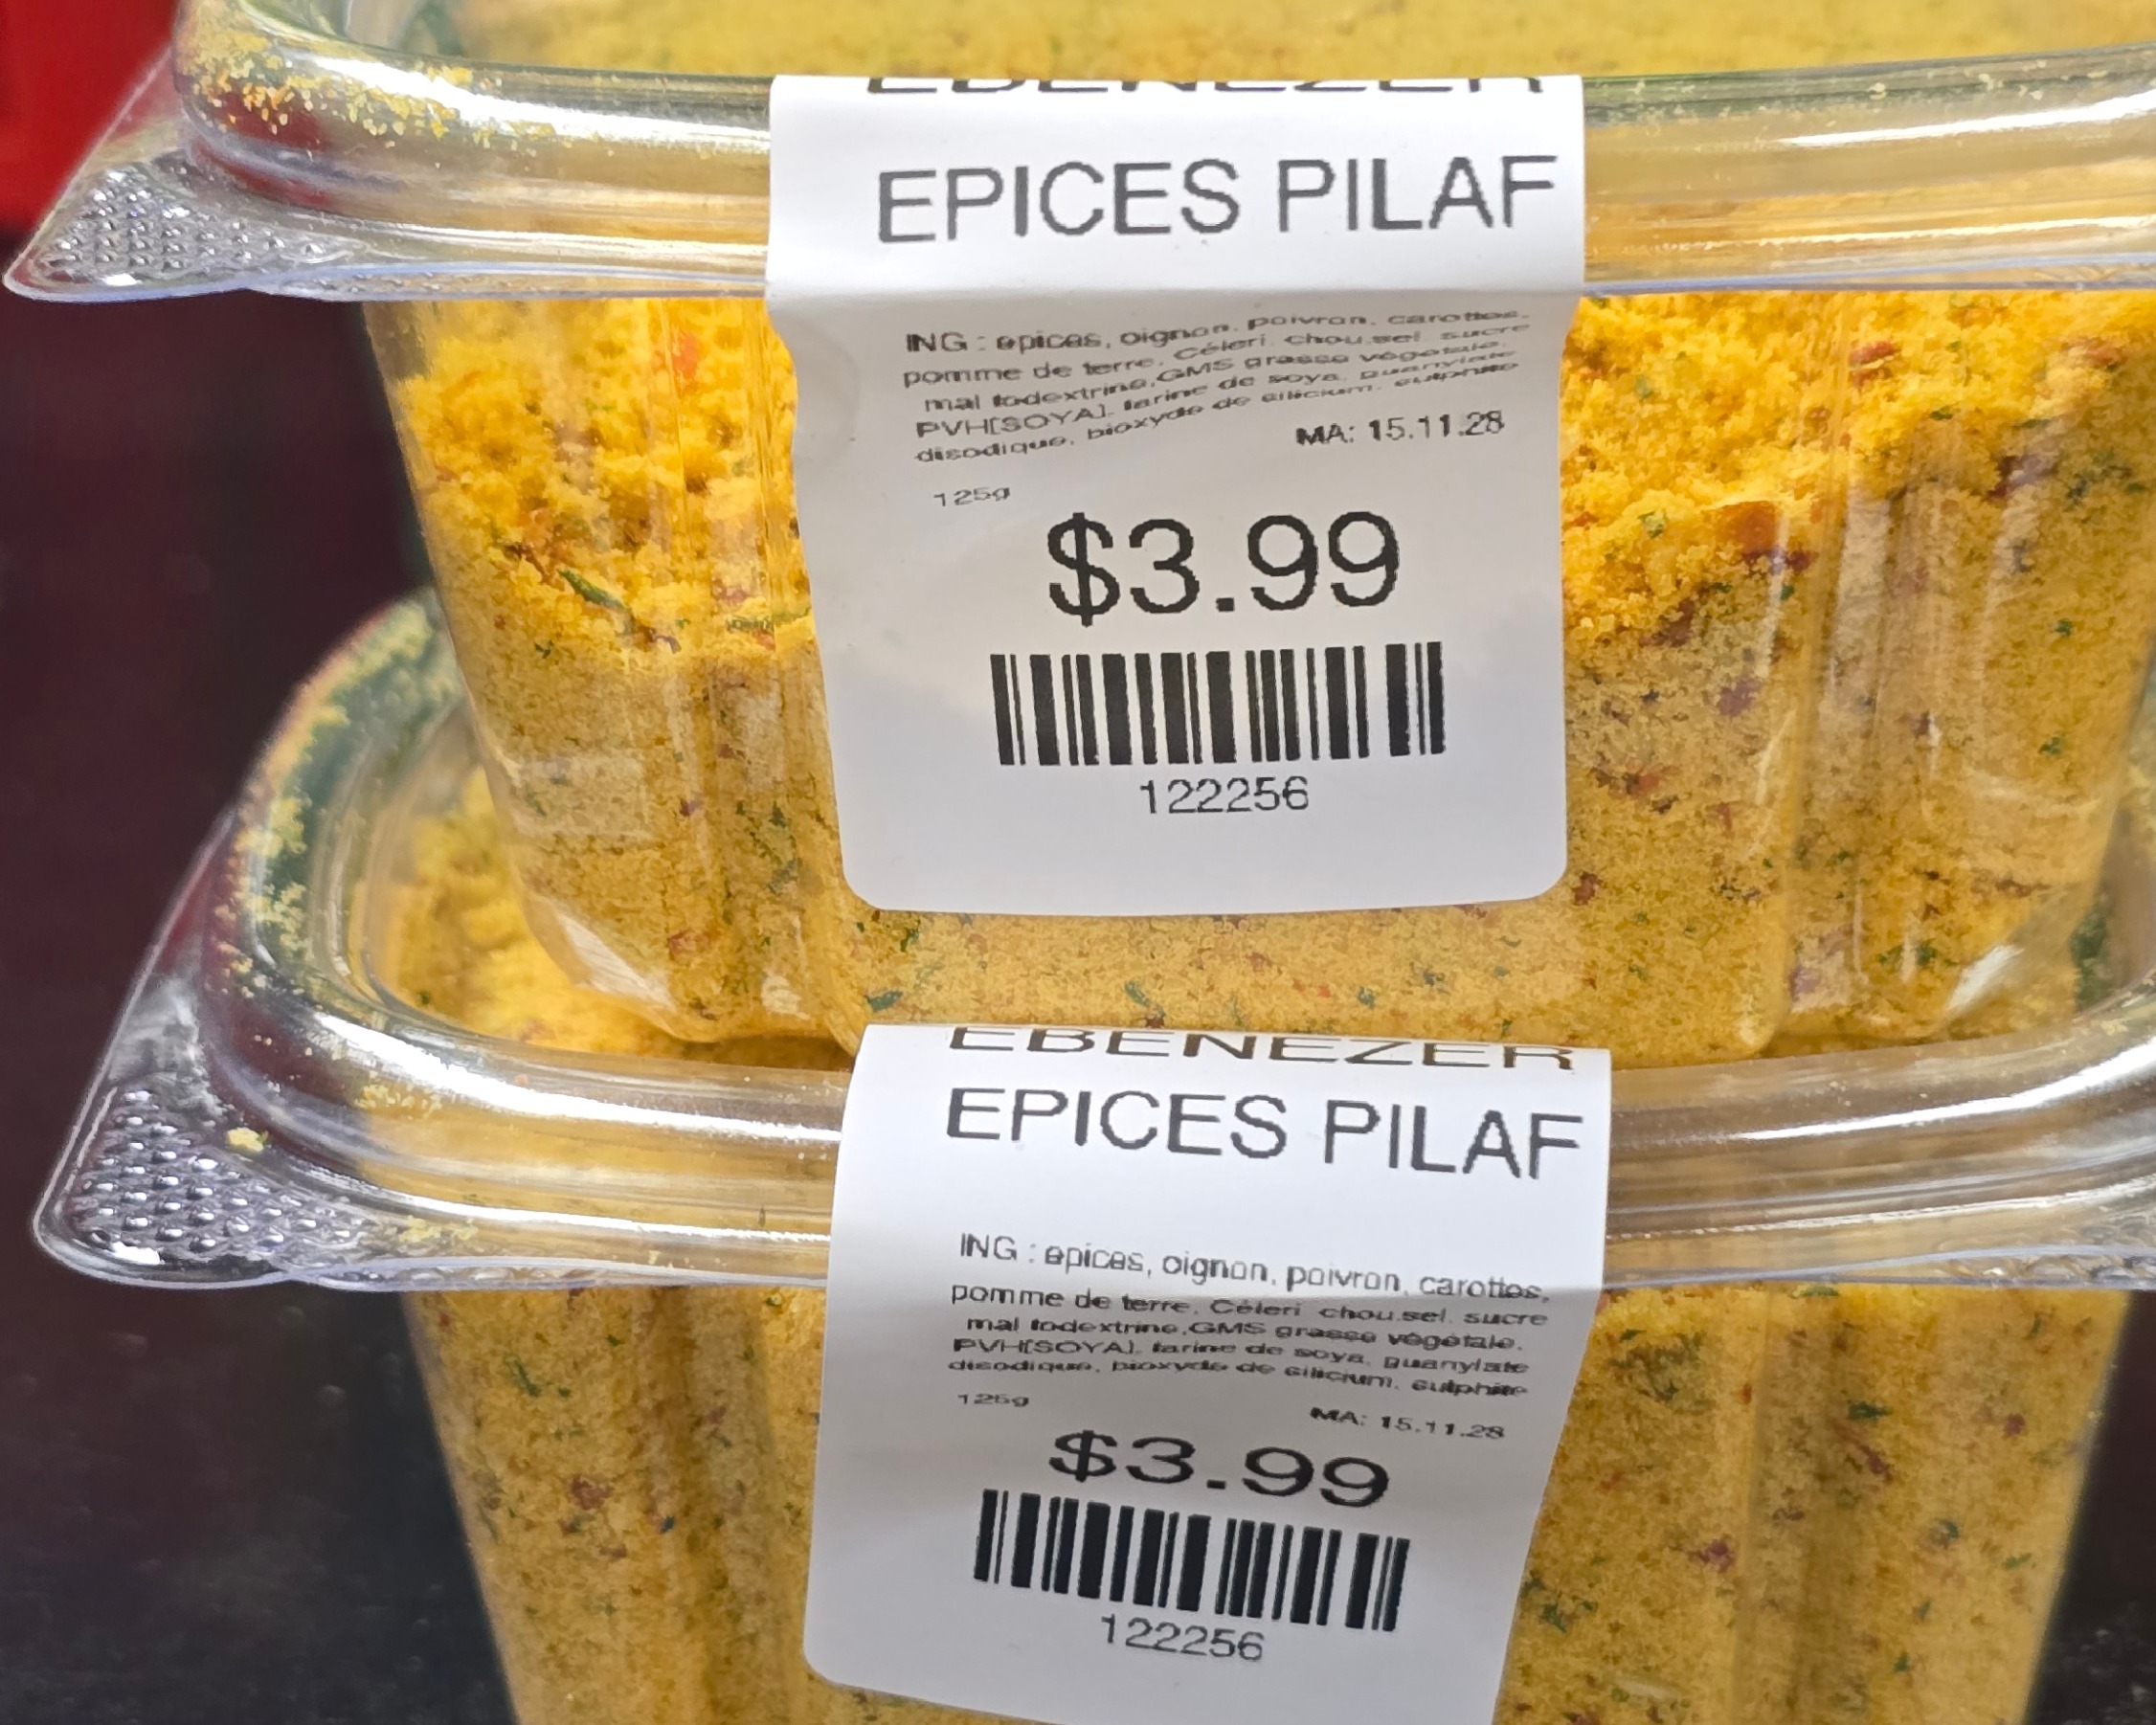 EBENEZER
EPICES PILAF
ING : epices, oignon, poivron, carottes,
pomme de terre, Céleri chou,sel, sucre
mal todextrine,GMS grasse végétale,
PVH[SOYA], farine de soya, guanylate
disodique, bioxyde de silicium, sulphite
MA: 15.11.28
125g
$3.99
122256
EBENEZER
EPICES PILAF
ING : epices, oignon, poivron, carottes,
pomme de terre, Céleri chou,sel, sucre
mal todextrine,GMS grasse végétale,
PVH[SOYA], farine de soya, guanylate
disodique, bioxyde de silicium, sulphite
125g
MA: 15.11.28
$3.99
122256